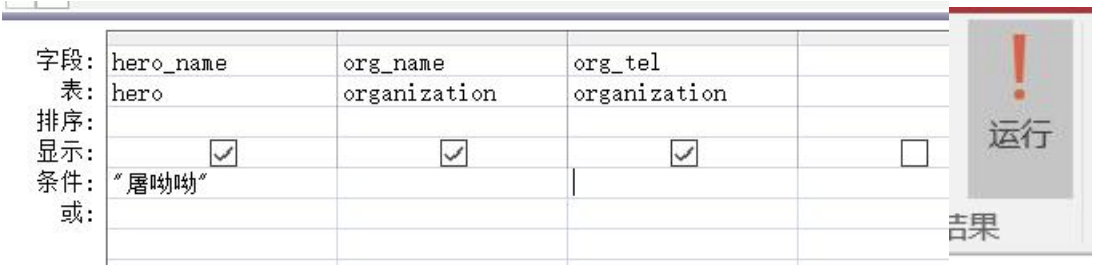 字段: hero_name org_name org_tel
表: hero organization organization
排序:
显示:
条件: "屠呦呦"
或:
运行
结果